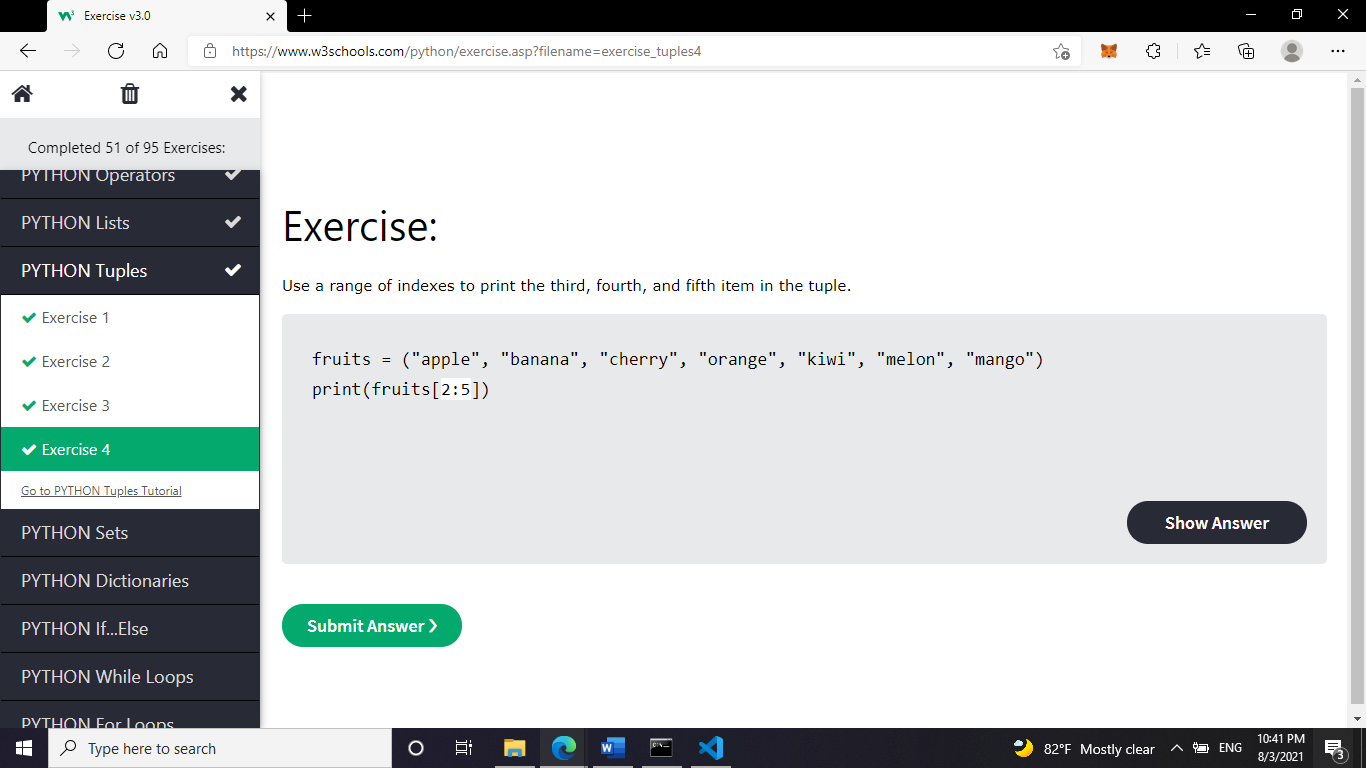 Exercise v3.0
https://www.w3schools.com/python/exercise.asp?filename=exercise_tuples4
Completed 51 of 95 Exercises:
PYTHON Operators
PYTHON Lists
PYTHON Tuples
Exercise 1
Exercise 2
Exercise 3
Exercise 4
Go to PYTHON Tuples Tutorial
PYTHON Sets
PYTHON Dictionaries
PYTHON If...Else
PYTHON While Loops
PYTHON For Loops
Exercise:
Use a range of indexes to print the third, fourth, and fifth item in the tuple.
fruits = ("apple", "banana", "cherry", "orange", "kiwi", "melon", "mango")
print(fruits[2:5])
Show Answer
Submit Answer ❯
Type here to search
82°F Mostly clear
ENG
10:41 PM
8/3/2021
3